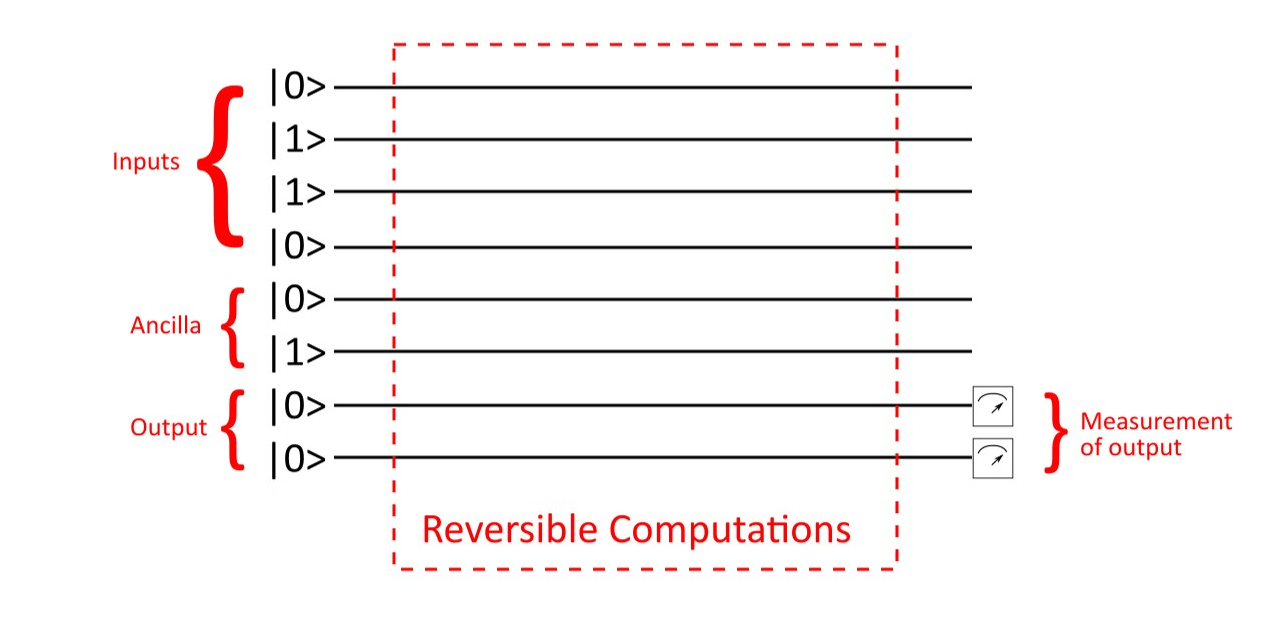 |0>
|1>
Inputs
|1>
|0>
|0>
Ancilla
|1>
|0>
Output
Measurement
of output
|0>
Reversible Computations